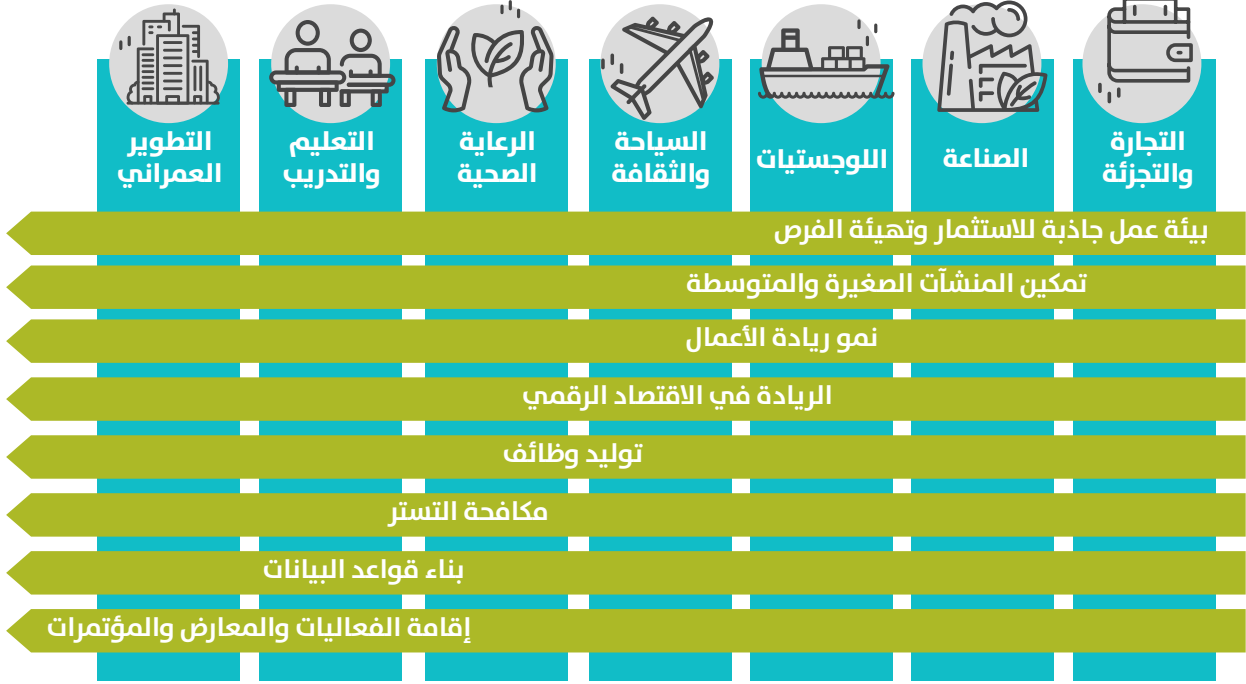 التجارة
والتجزئة
الصناعة
اللوجستيات
السياحة
والثقافة
الرعاية
الصحية
التعليم
والتدريب
التطوير
العمراني
بيئة عمل جاذبة للاستثمار وتهيئة الفرص
تمكين المنشآت الصغيرة والمتوسطة
نمو ريادة الأعمال
الريادة في الاقتصاد الرقمي
توليد وظائف
مكافحة التستر
بناء قواعد البيانات
إقامة الفعاليات والمعارض والمؤتمرات